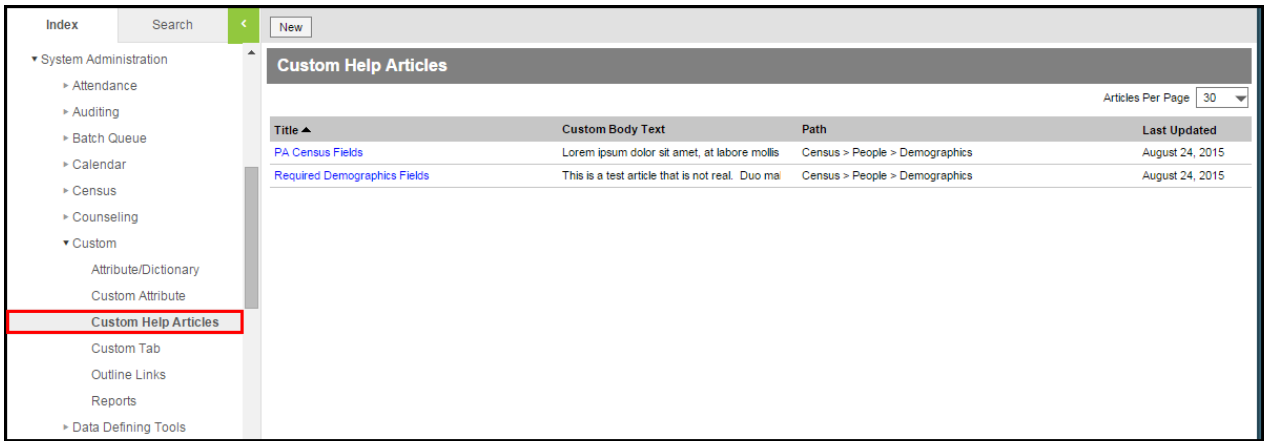 Index Search New
System Administration
Attendance
Auditing
Batch Queue
Calendar
Census
Counseling
Custom
Attribute/Dictionary
Custom Attribute
Custom Help Articles
Custom Tab
Outline Links
Reports
Data Defining Tools
Custom Help Articles
Articles Per Page 30
Title Custom Body Text Path Last Updated
PA Census Fields Lorem ipsum dolor sit amet, at labore mollis Census > People > Demographics August 24, 2015
Required Demographics Fields This is a test article that is not real. Duo mal Census > People > Demographics August 24, 2015